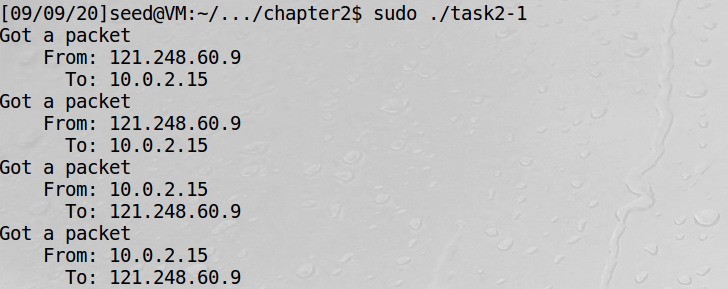 [09/09/20]seed@VM:~/.../chapter2$ sudo ./task2-1
Got a packet
    From: 121.248.60.9
      To: 10.0.2.15
Got a packet
    From: 121.248.60.9
      To: 10.0.2.15
Got a packet
    From: 10.0.2.15
      To: 121.248.60.9
Got a packet
    From: 10.0.2.15
      To: 121.248.60.9